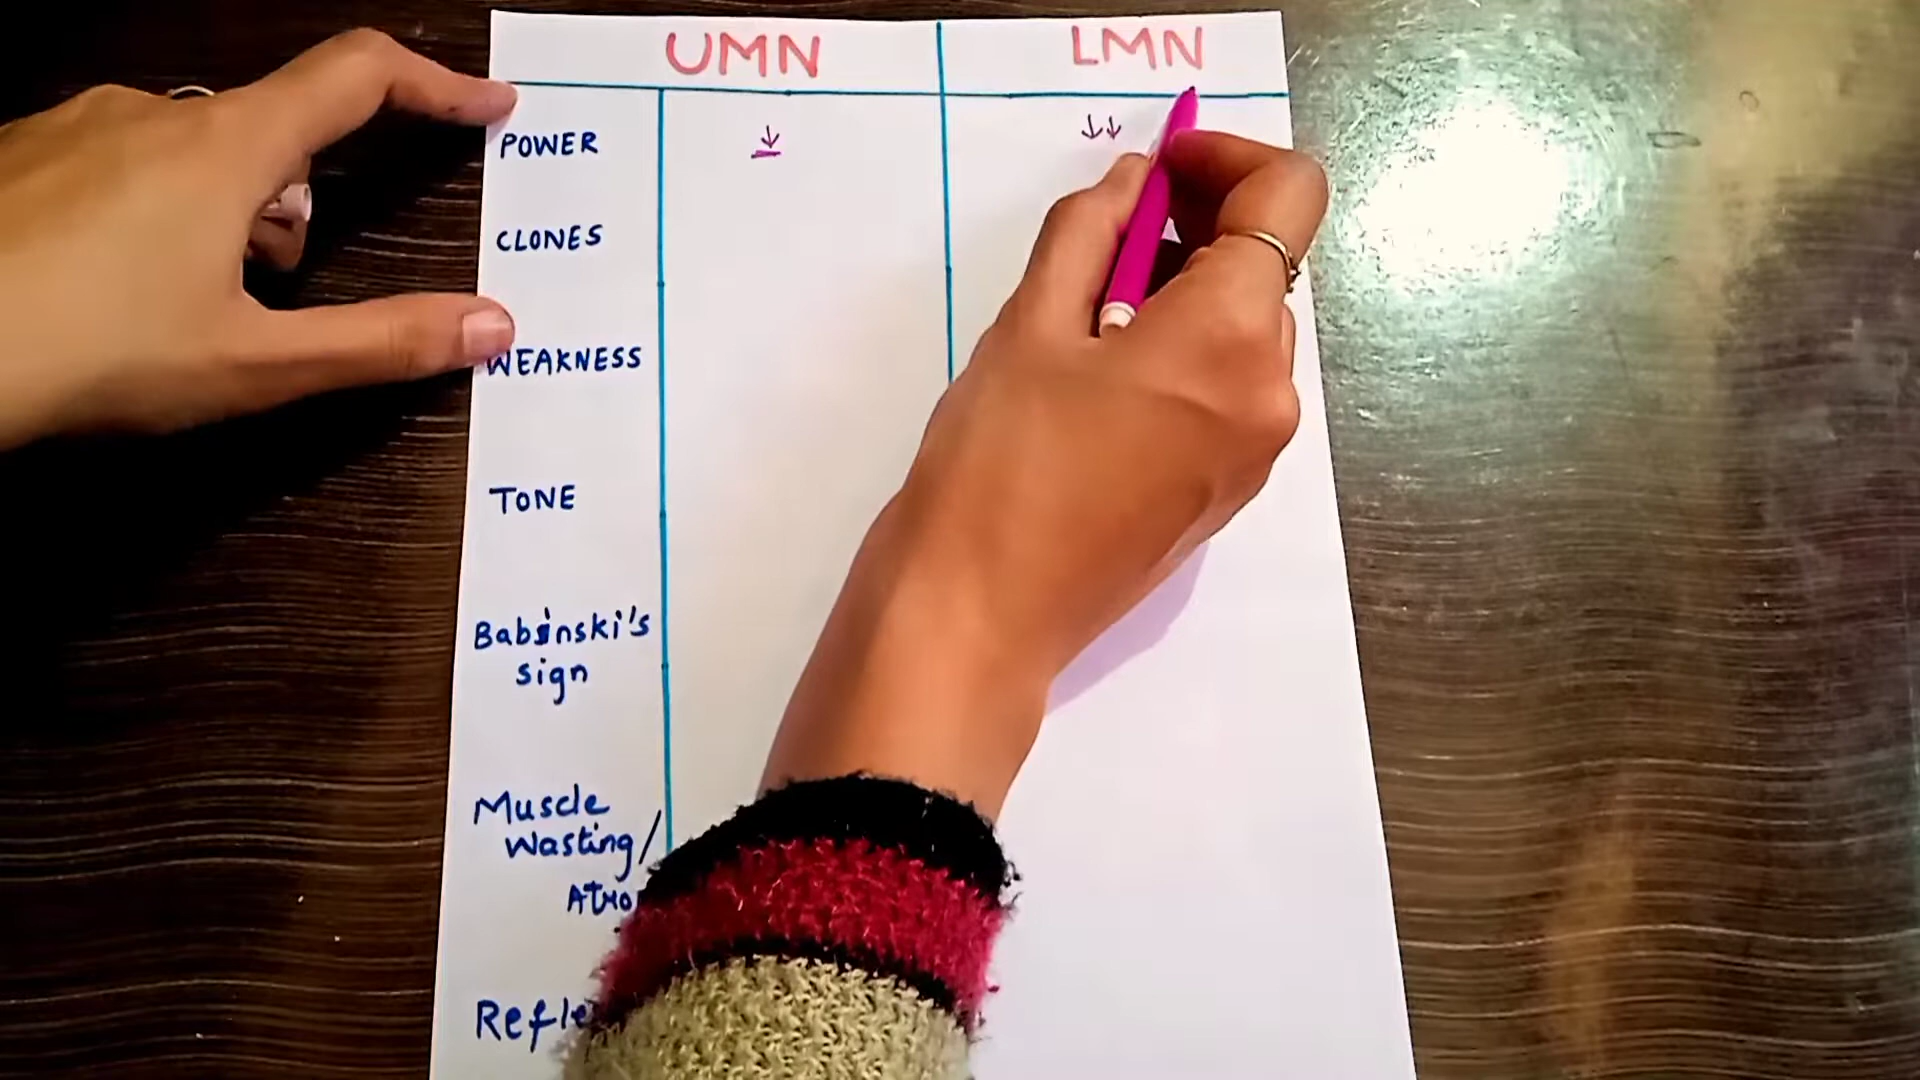 UMN LMN
POWER ↓ ↓↓
CLONES
WEAKNESS
TONE
Babinski's
sign
Muscle
Wasting/